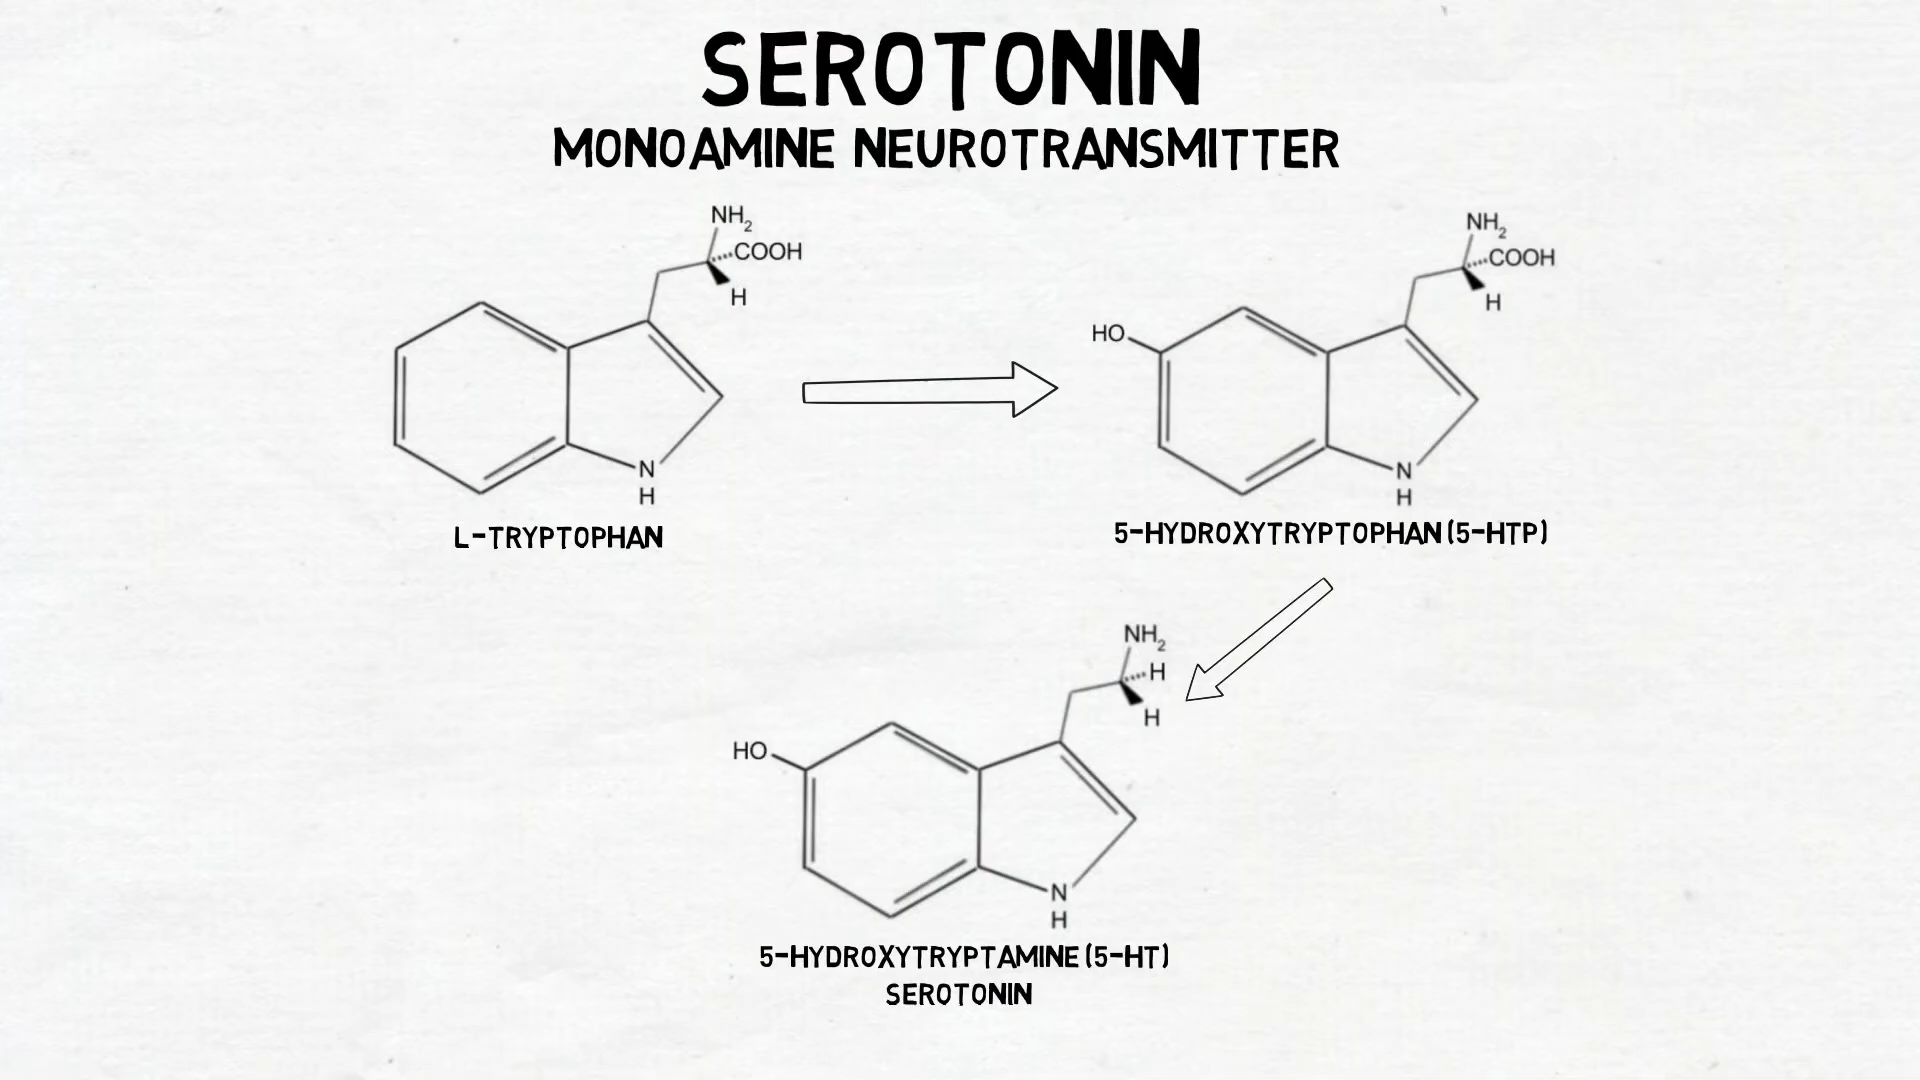 SEROTONIN
MONOAMINE NEUROTRANSMITTER
NH2
COOH
H
N
H
L-TRYPTOPHAN
NH2
COOH
H
HO
N
H
5-HYDROXYTRYPTOPHAN (5-HTP)
NH2
H
H
HO
N
H
5-HYDROXYTRYPTAMINE (5-HT)
SEROTONIN